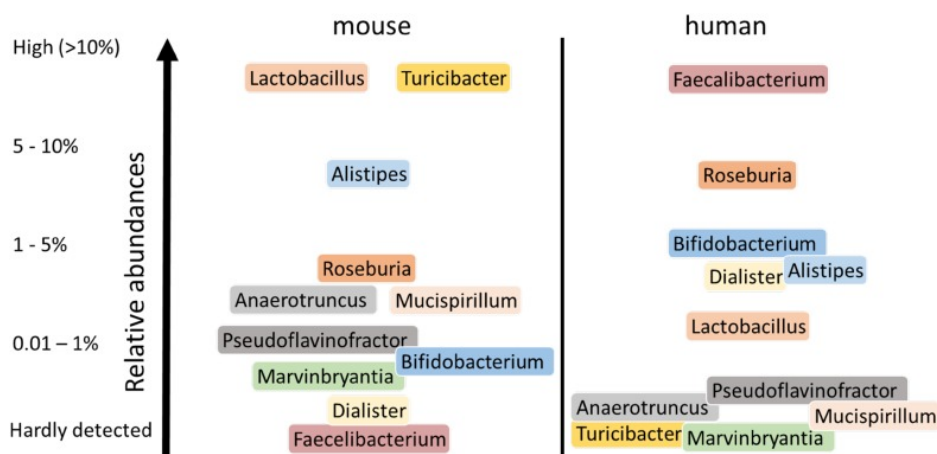 mouse
human
High (>10%)
5 - 10%
1 - 5%
0.01 – 1%
Hardly detected
Relative abundances
Lactobacillus
Turicibacter
Alistipes
Roseburia
Anaerotruncus
Mucispirillum
Pseudoflavinofractor
Bifidobacterium
Marvinbryantia
Dialister
Faecelibacterium
Faecalibacterium
Roseburia
Bifidobacterium
Dialister
Alistipes
Lactobacillus
Pseudoflavinofractor
Anaerotruncus
Mucispirillum
Turicibacter
Marvinbryantia